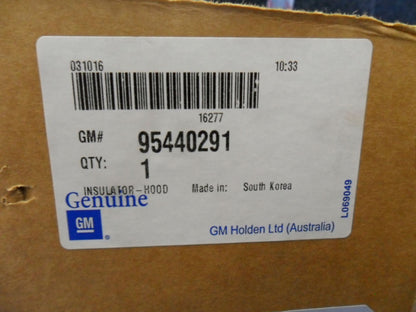 031016 10:33
16277
GM# 95440291
QTY: 1
INSULATOR-HOOD Made in: South Korea
Genuine
GM
GM Holden Ltd (Australia)
L069049